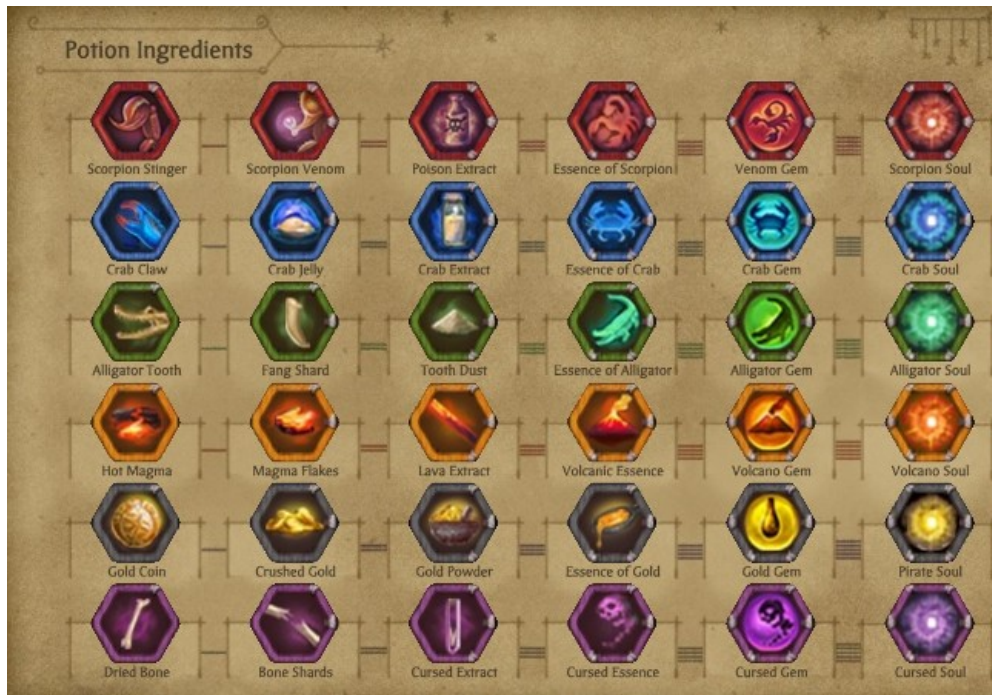 Potion Ingredients
Scorpion Stinger
Scorpion Venom
Poison Extract
Essence of Scorpion
Venom Gem
Scorpion Soul
Crab Claw
Crab Jelly
Crab Extract
Essence of Crab
Crab Gem
Crab Soul
Alligator Tooth
Fang Shard
Tooth Dust
Essence of Alligator
Alligator Gem
Alligator Soul
Hot Magma
Magma Flakes
Lava Extract
Volcanic Essence
Volcano Gem
Volcano Soul
Gold Coin
Crushed Gold
Gold Powder
Essence of Gold
Gold Gem
Pirate Soul
Dried Bone
Bone Shards
Cursed Extract
Cursed Essence
Cursed Gem
Cursed Soul